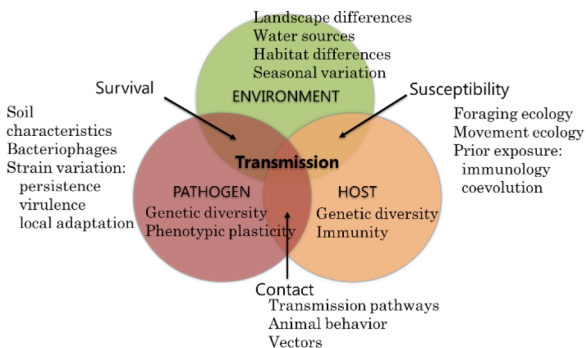 Landscape differences
Water sources
Habitat differences
Seasonal variation
ENVIRONMENT
Survival
Susceptibility
Soil
characteristics
Bacteriophages
Strain variation:
persistence
virulence
local adaptation
Foraging ecology
Movement ecology
Prior exposure:
immunology
coevolution
Transmission
PATHOGEN
Genetic diversity
Phenotypic plasticity
HOST
Genetic diversity
Immunity
Contact
Transmission pathways
Animal behavior
Vectors